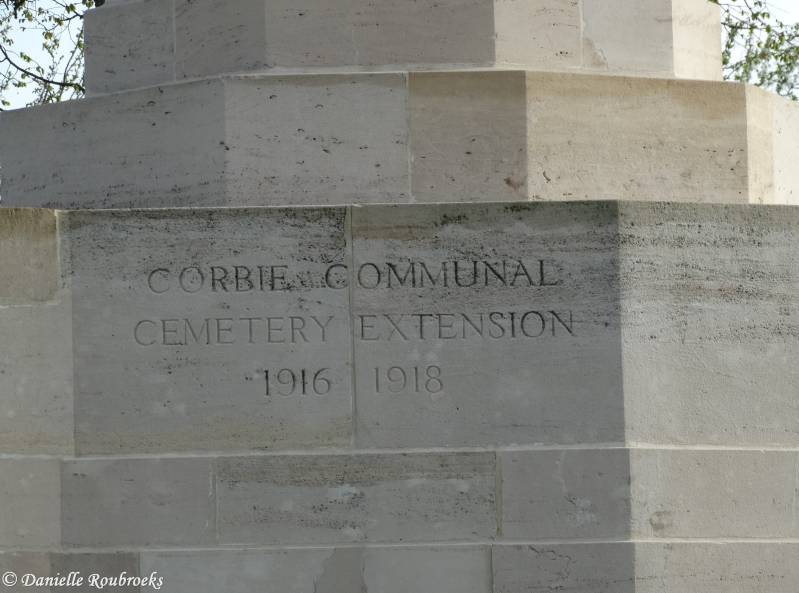 CORBIE COMMUNAL
CEMETERY EXTENSION
1916 1918
© Danielle Roubroeks